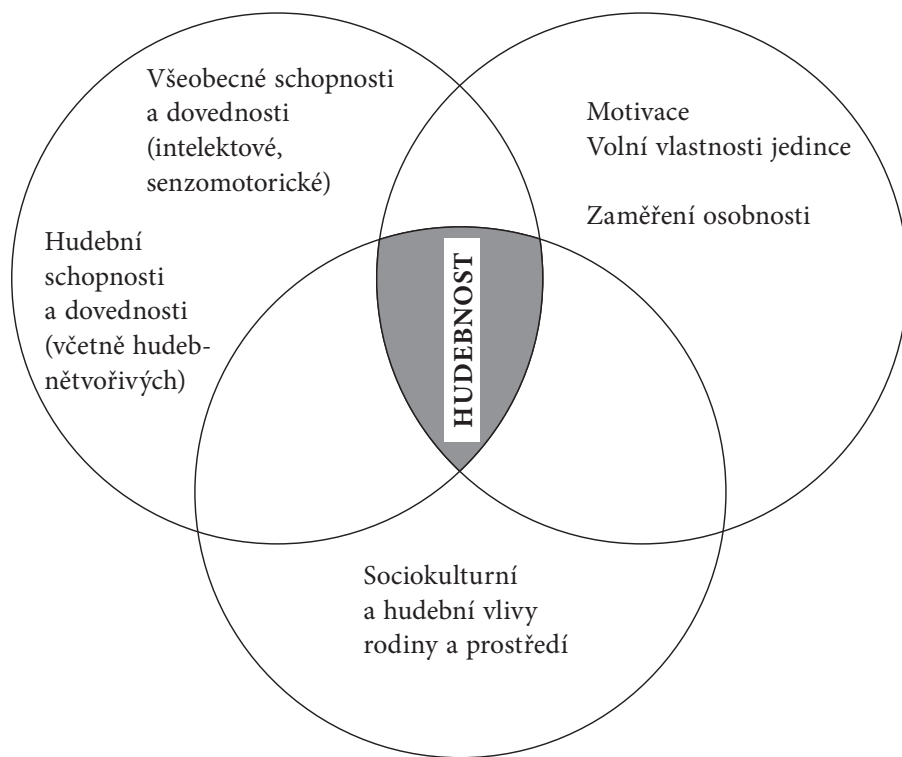 Všeobecné schopnosti
a dovednosti
(intelektové,
senzomotorické)
Hudební
schopnosti
a dovednosti
(včetně hudeb-
nětvořivých)
Motivace
Volní vlastnosti jedince
Zaměření osobnosti
HUDEBNOST
Sociokulturní
a hudební vlivy
rodiny a prostředí